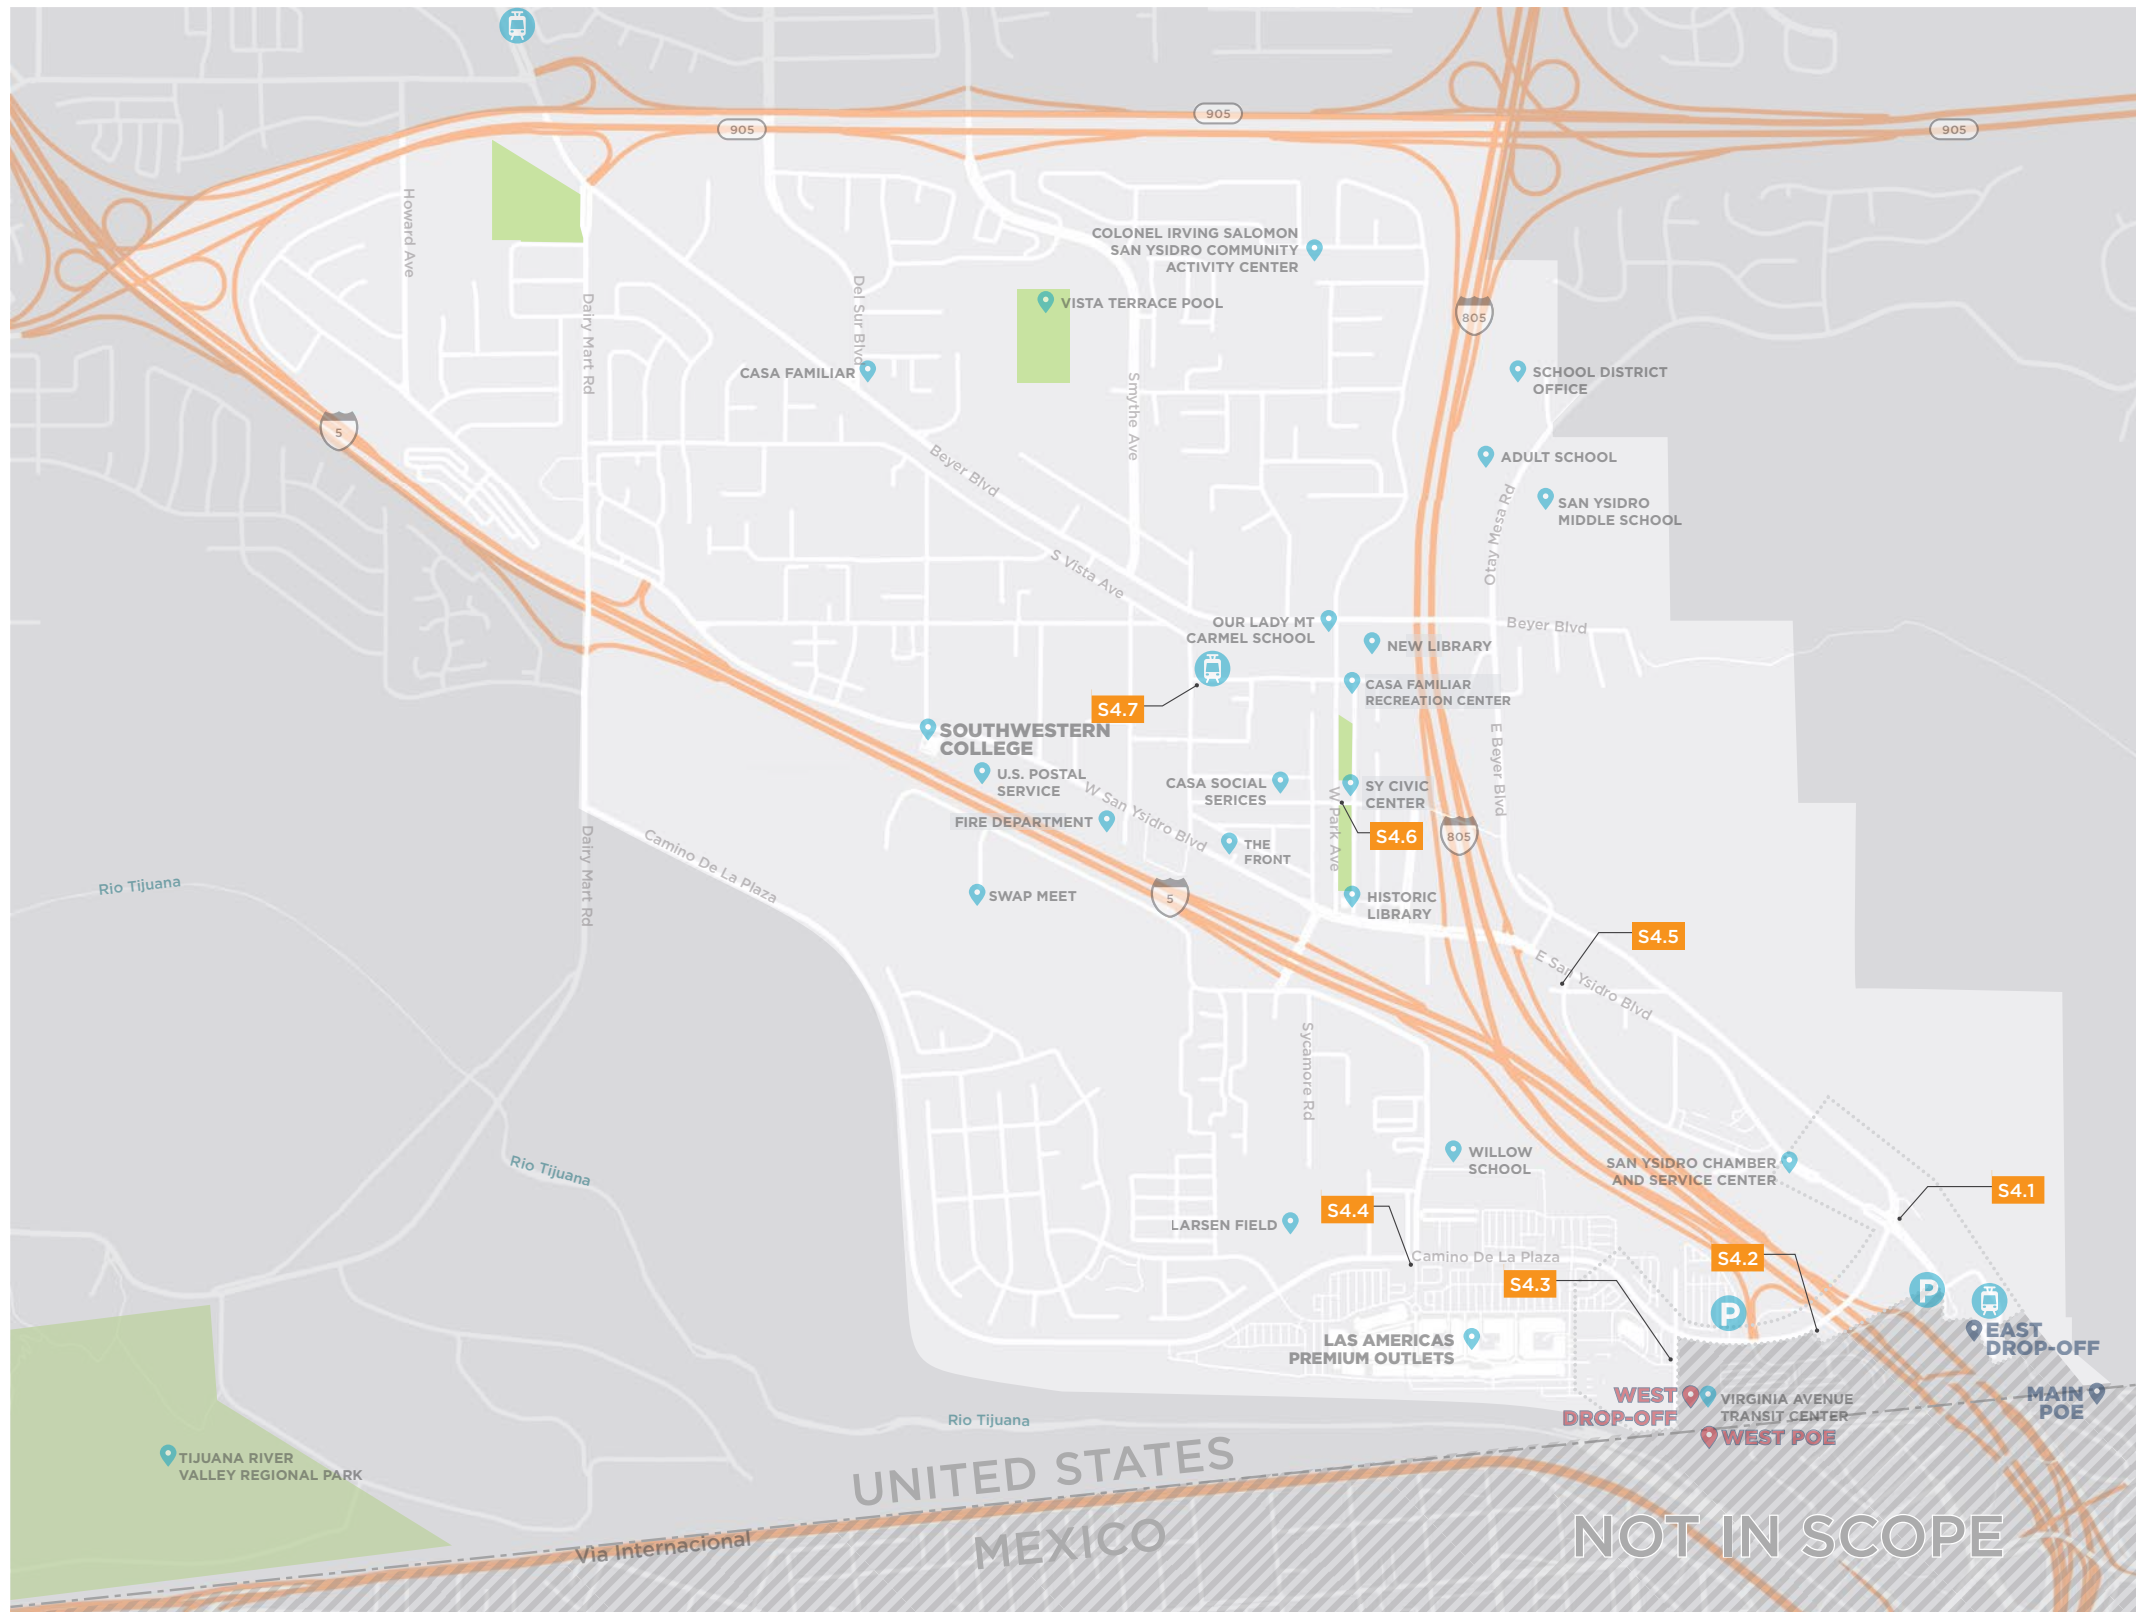 905
905
905
Howard Ave
COLONEL IRVING SALOMON
SAN YSIDRO COMMUNITY
ACTIVITY CENTER
Del Sur Blvd
Dairy Mart Rd
VISTA TERRACE POOL
805
CASA FAMILIAR
Smythe Ave
SCHOOL DISTRICT
OFFICE
5
Beyer Blvd
ADULT SCHOOL
Otay Mesa Rd
SAN YSIDRO
MIDDLE SCHOOL
S Vista Ave
OUR LADY MT
CARMEL SCHOOL
Beyer Blvd
NEW LIBRARY
CASA FAMILIAR
RECREATION CENTER
S4.7
SOUTHWESTERN
COLLEGE
E Beyer Blvd
U.S. POSTAL
SERVICE
CASA SOCIAL
SERICES
SY CIVIC
CENTER
W San Ysidro Blvd
W Park Ave
FIRE DEPARTMENT
S4.6
805
THE
FRONT
Dairy Mart Rd
Camino De La Plaza
Rio Tijuana
SWAP MEET
5
HISTORIC
LIBRARY
S4.5
E San Ysidro Blvd
Sycamore Rd
WILLOW
SCHOOL
Rio Tijuana
SAN YSIDRO CHAMBER
AND SERVICE CENTER
S4.1
S4.4
LARSEN FIELD
Camino De La Plaza
S4.2
S4.3
P
P
LAS AMERICAS
PREMIUM OUTLETS
EAST
DROP-OFF
WEST
DROP-OFF
VIRGINIA AVENUE
TRANSIT CENTER
MAIN
POE
WEST POE
Rio Tijuana
TIJUANA RIVER
VALLEY REGIONAL PARK
UNITED STATES
Via Internacional
MEXICO
NOT IN SCOPE